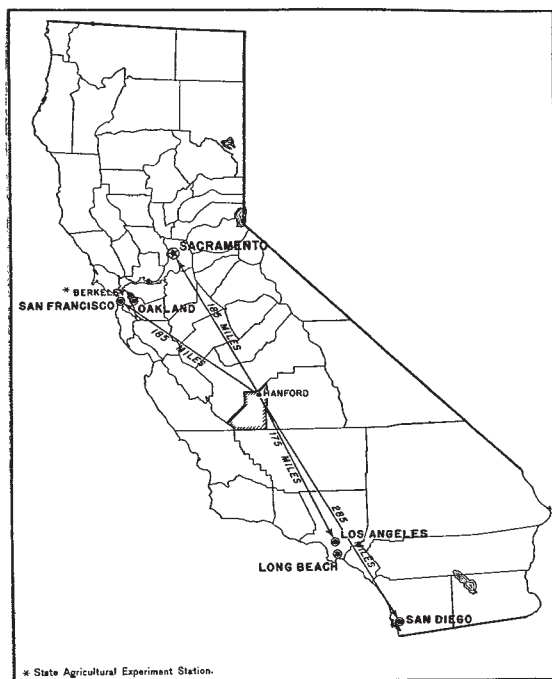 SACRAMENTO
* BERKELEY
SAN FRANCISCO
OAKLAND
185 MILES
185 MILES
HANFORD
175 MILES
285 MILES
LOS ANGELES
LONG BEACH
SAN DIEGO
* State Agricultural Experiment Station.